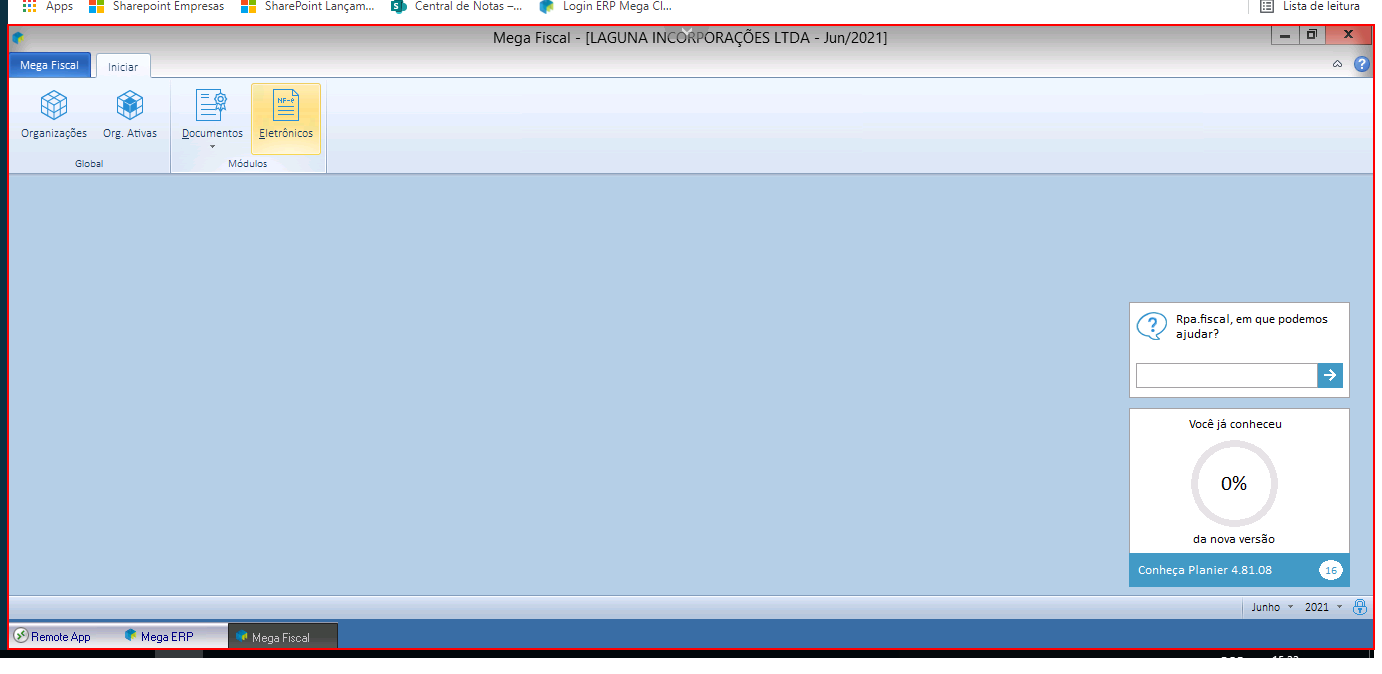 Apps Sharepoint Empresas SharePoint Lançam... Central de Notas –... Login ERP Mega Cl... Lista de leitura
Mega Fiscal - [LAGUNA INCORPORAÇÕES LTDA - Jun/2021]
Mega Fiscal Iniciar
NF-e
Organizações Org. Ativas Documentos Eletrônicos
Global Módulos
Rpa.fiscal, em que podemos
ajudar?
Você já conheceu
0%
da nova versão
Conheça Planier 4.81.08 16
Junho 2021
Remote App Mega ERP Mega Fiscal